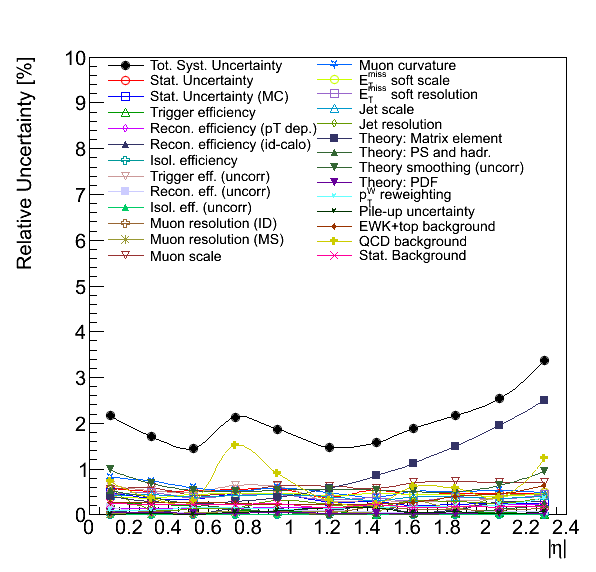 Relative Uncertainty [%]
10
9
8
7
6
5
4
3
2
1
0
Tot. Syst. Uncertainty
Stat. Uncertainty
Stat. Uncertainty (MC)
Trigger efficiency
Recon. efficiency (pT dep.)
Recon. efficiency (id-calo)
Isol. efficiency
Trigger eff. (uncorr)
Recon. eff. (uncorr)
Isol. eff. (uncorr)
Muon resolution (ID)
Muon resolution (MS)
Muon scale
Muon curvature
E_T^miss soft scale
E_T^miss soft resolution
Jet scale
Jet resolution
Theory: Matrix element
Theory: PS and hadr.
Theory smoothing (uncorr)
Theory: PDF
p_T^W reweighting
Pile-up uncertainty
EWK+top background
QCD background
Stat. Background
0 0.2 0.4 0.6 0.8 1 1.2 1.4 1.6 1.8 2 2.2 2.4
|η|